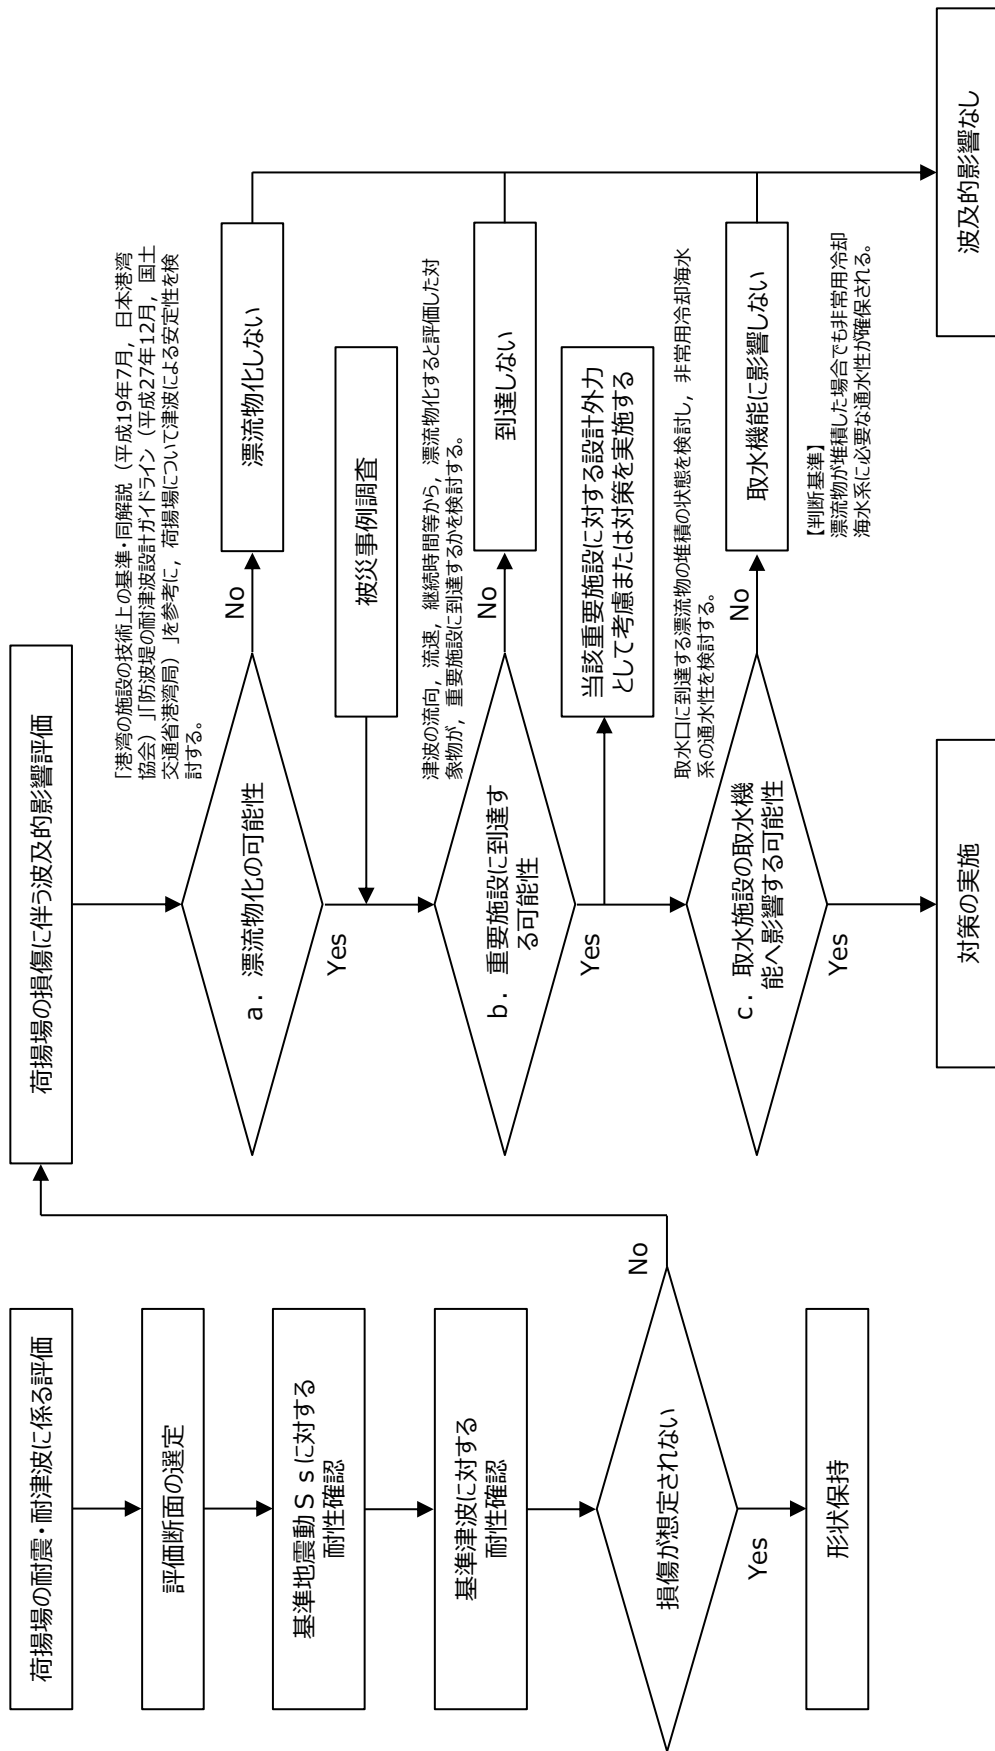 荷揚場の耐震・耐津波に係る評価
評価断面の選定
基準地震動Ssに対する
耐性確認
基準津波に対する
耐性確認
損傷が想定されない
No
Yes
形状保持
荷揚場の損傷に伴う波及的影響評価
「港湾の施設の技術上の基準・同解説（平成19年7月，日本港湾
協会）」「防波堤の耐津波設計ガイドライン（平成27年12月，国土
交通省港湾局）」を参考に，荷揚場について津波による安定性を検
討する。
a．漂流物化の可能性
No
漂流物化しない
Yes
被災事例調査
津波の流向，流速，継続時間等から，漂流物化すると評価した対
象物が，重要施設に到達するかを検討する。
b．重要施設に到達す
る可能性
No
到達しない
Yes
当該重要施設に対する設計外力
として考慮または対策を実施する
取水口に到達する漂流物の堆積の状態を検討し，非常用冷却海水
系の通水性を検討する。
c．取水施設の取水機
能へ影響する可能性
No
取水機能に影響しない
Yes
【判断基準】
漂流物が堆積した場合でも非常用冷却
海水系に必要な通水性が確保される。
対策の実施
波及的影響なし